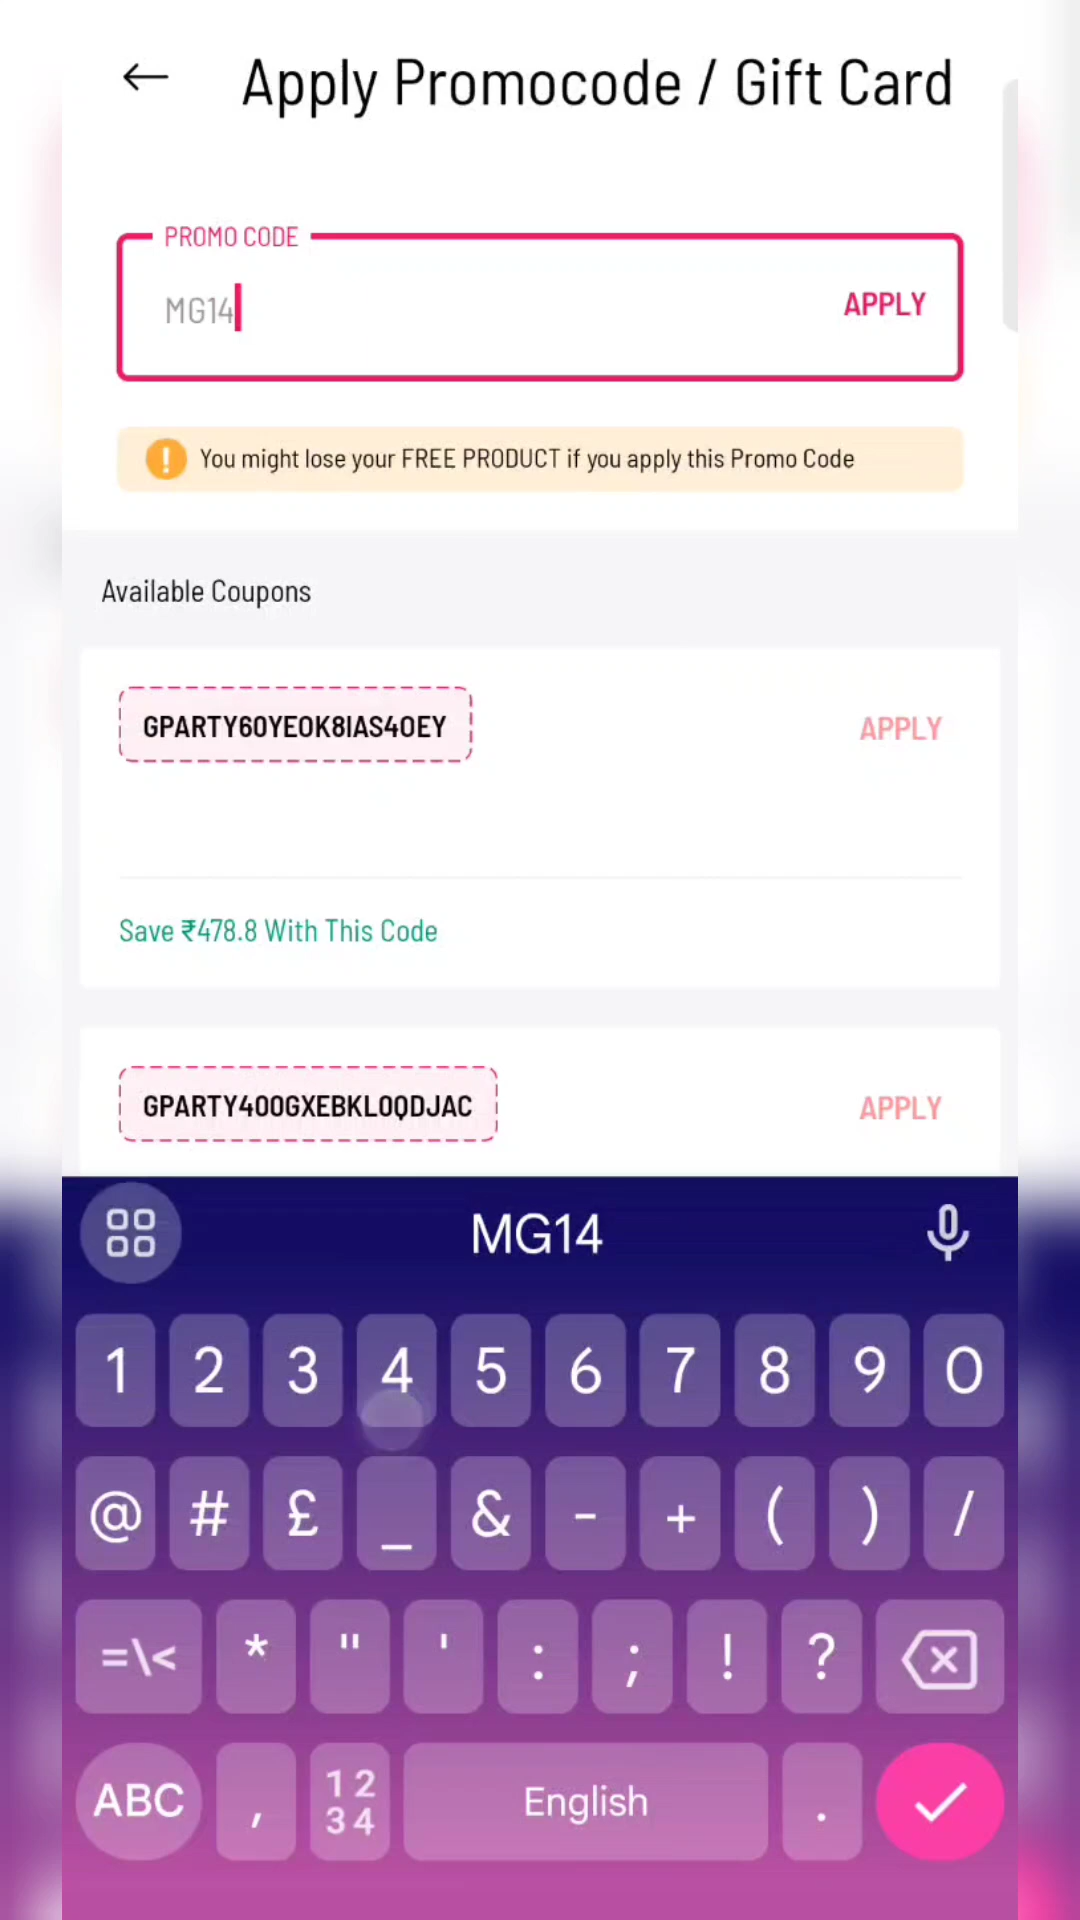 Apply Promocode / Gift Card
PROMO CODE
MG14
APPLY
! You might lose your FREE PRODUCT if you apply this Promo Code
Available Coupons
GPARTY60YEOK8IAS4OEY
APPLY
Save ₹478.8 With This Code
GPARTY400GXEBKLOQDJAC
APPLY
MG14
1 2 3 4 5 6 7 8 9 0
@ # £ _ & - + ( ) /
=\< * " ' : ; ! ?
ABC , 12 34 English .